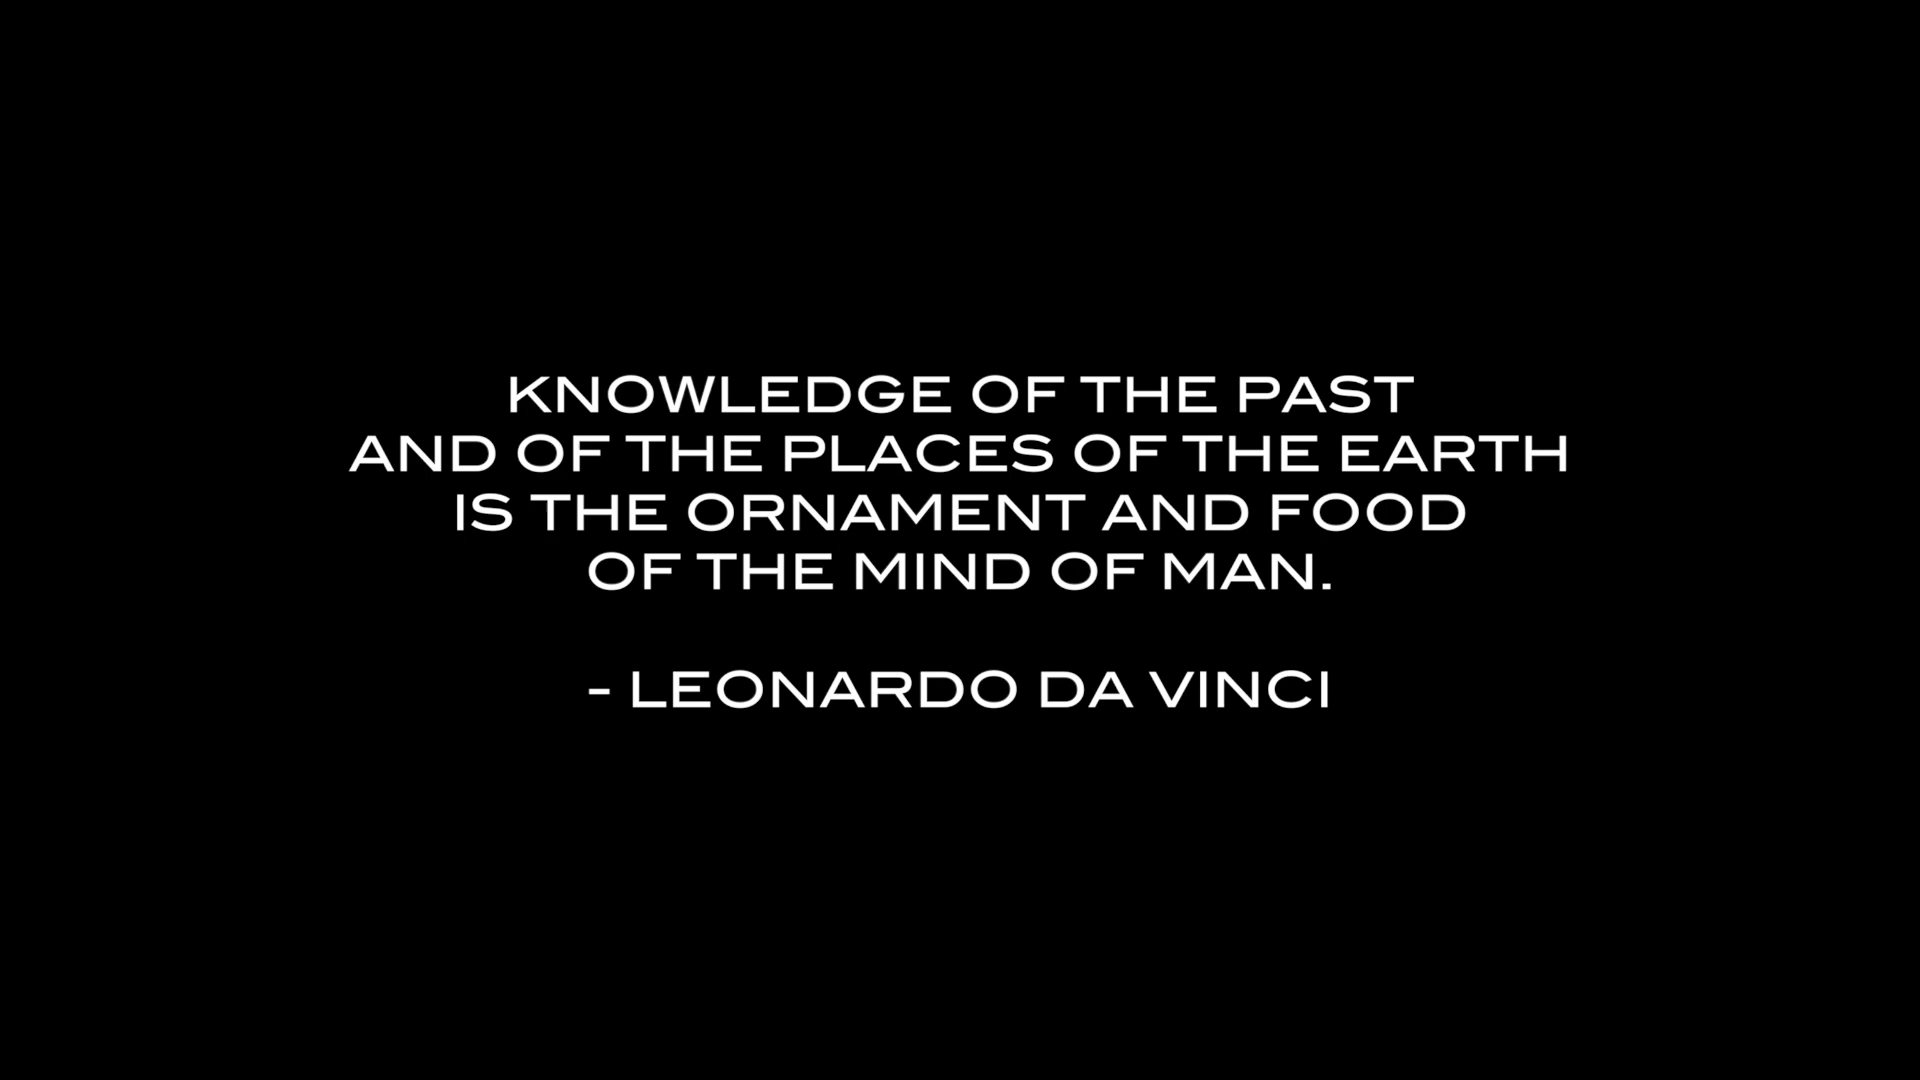 KNOWLEDGE OF THE PAST
AND OF THE PLACES OF THE EARTH
IS THE ORNAMENT AND FOOD
OF THE MIND OF MAN.
- LEONARDO DA VINCI